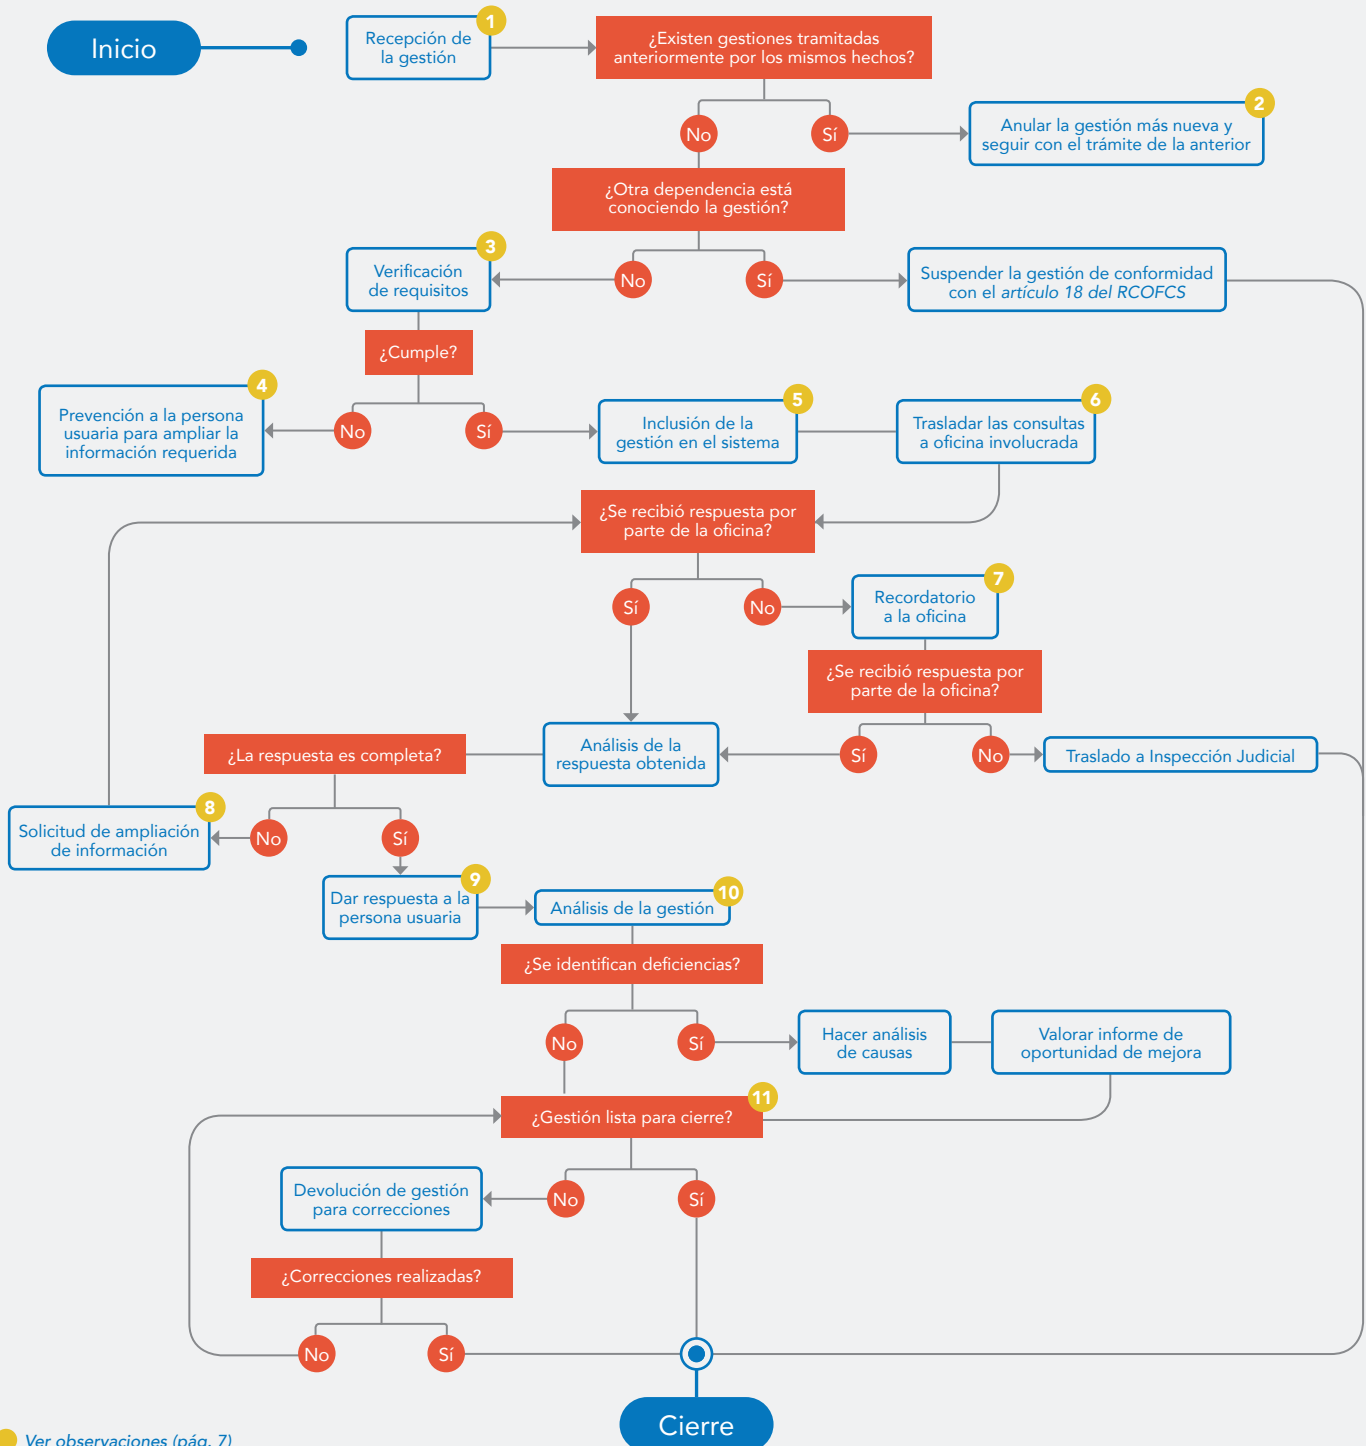 Inicio
1
Recepción de
la gestión
¿Existen gestiones tramitadas
anteriormente por los mismos hechos?
No
Sí
2
Anular la gestión más nueva y
seguir con el trámite de la anterior
¿Otra dependencia está
conociendo la gestión?
No
Sí
3
Verificación
de requisitos
Suspender la gestión de conformidad
con el artículo 18 del RCOFCS
¿Cumple?
No
Sí
4
Prevención a la persona
usuaria para ampliar la
información requerida
5
Inclusión de la
gestión en el sistema
6
Trasladar las consultas
a oficina involucrada
¿Se recibió respuesta por
parte de la oficina?
Sí
No
7
Recordatorio
a la oficina
¿Se recibió respuesta por
parte de la oficina?
Sí
No
Traslado a Inspección Judicial
Análisis de la
respuesta obtenida
¿La respuesta es completa?
No
Sí
8
Solicitud de ampliación
de información
9
Dar respuesta a la
persona usuaria
10
Análisis de la gestión
¿Se identifican deficiencias?
No
Sí
Hacer análisis
de causas
Valorar informe de
oportunidad de mejora
11
¿Gestión lista para cierre?
No
Sí
Devolución de gestión
para correcciones
¿Correcciones realizadas?
No
Sí
Cierre
Ver observaciones (pág. 7)